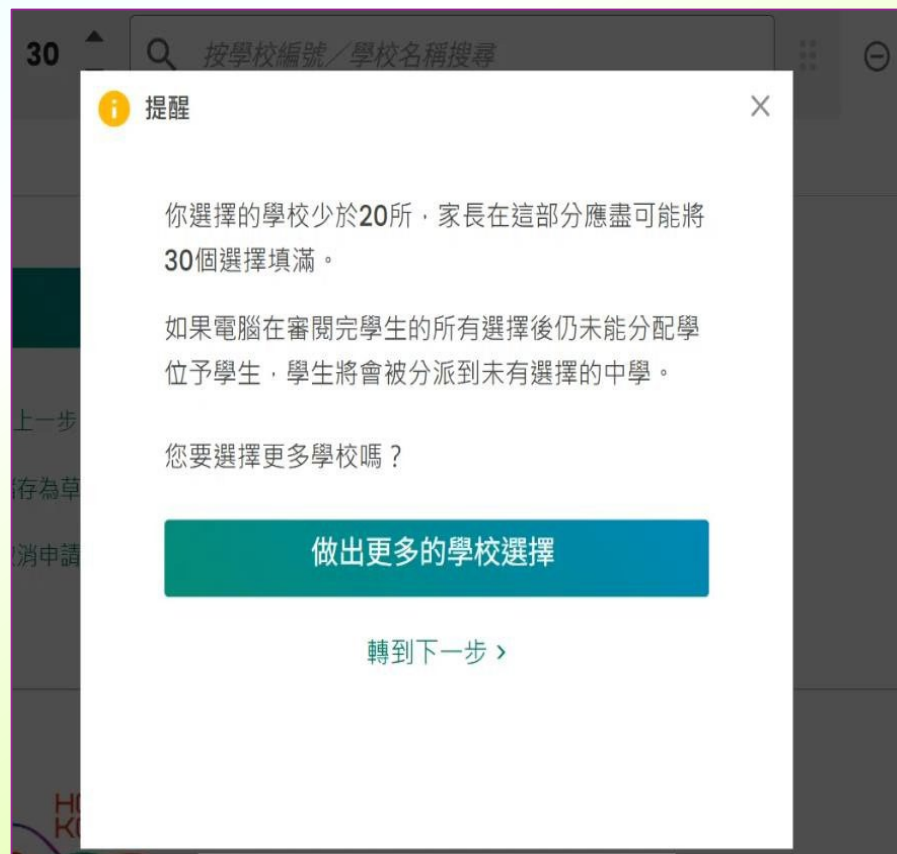 30
按學校編號／學校名稱搜尋
提醒
你選擇的學校少於20所，家長在這部分應盡可能將
30個選擇填滿。
如果電腦在審閱完學生的所有選擇後仍未能分配學
位予學生，學生將會被分派到未有選擇的中學。
上一步
您要選擇更多學校嗎？
存為草
做出更多的學校選擇
消申請
轉到下一步 >
HO
KO